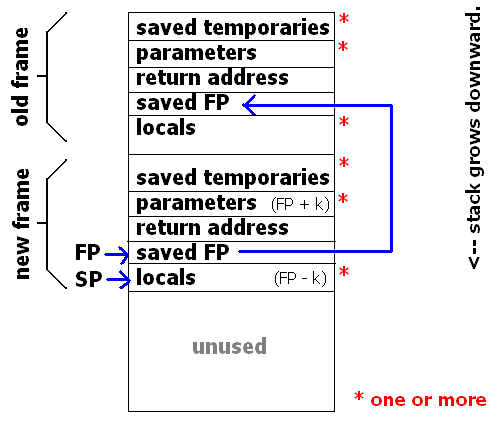 old frame
saved temporaries *
parameters *
return address
saved FP
locals *
new frame
saved temporaries *
parameters (FP + k) *
return address
FP saved FP
SP locals (FP - k) *
unused
* one or more
<-- stack grows downward.